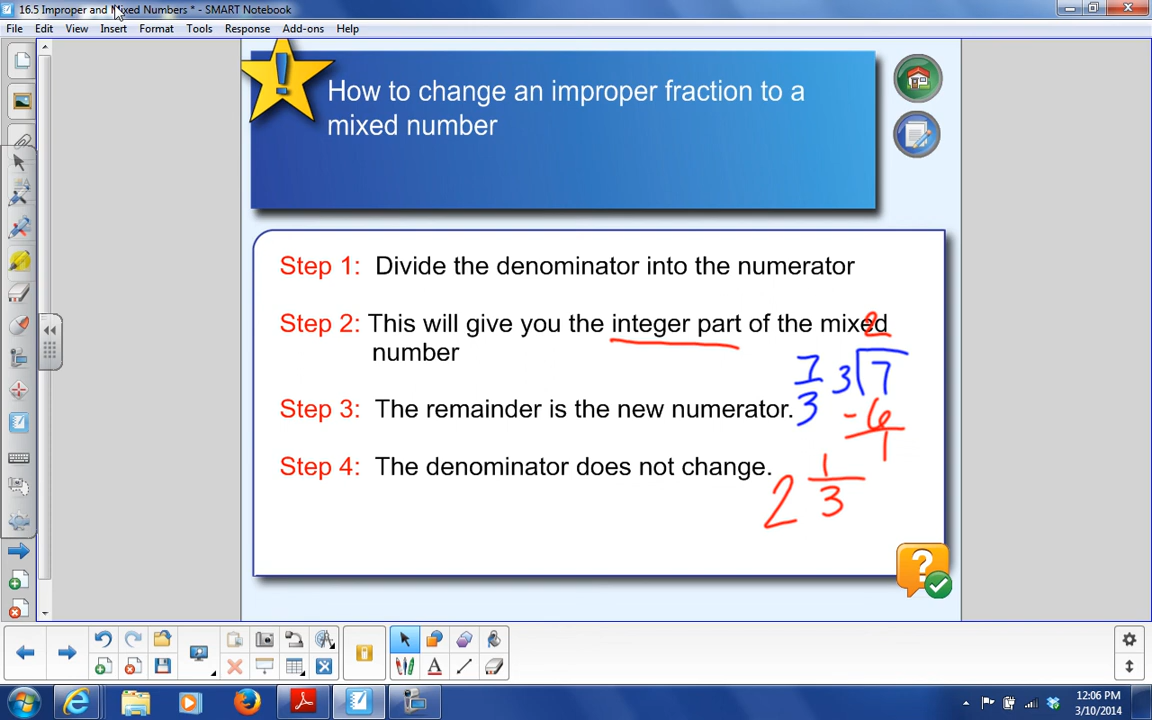 16.5 Improper and Mixed Numbers * - SMART Notebook
File Edit View Insert Format Tools Response Add-ons Help
How to change an improper fraction to a
mixed number
Step 1: Divide the denominator into the numerator
Step 2: This will give you the integer part of the mixed
number
2
7
3
3 7
-6
1
Step 3: The remainder is the new numerator.
Step 4: The denominator does not change.
2 1
3
12:06 PM
3/10/2014